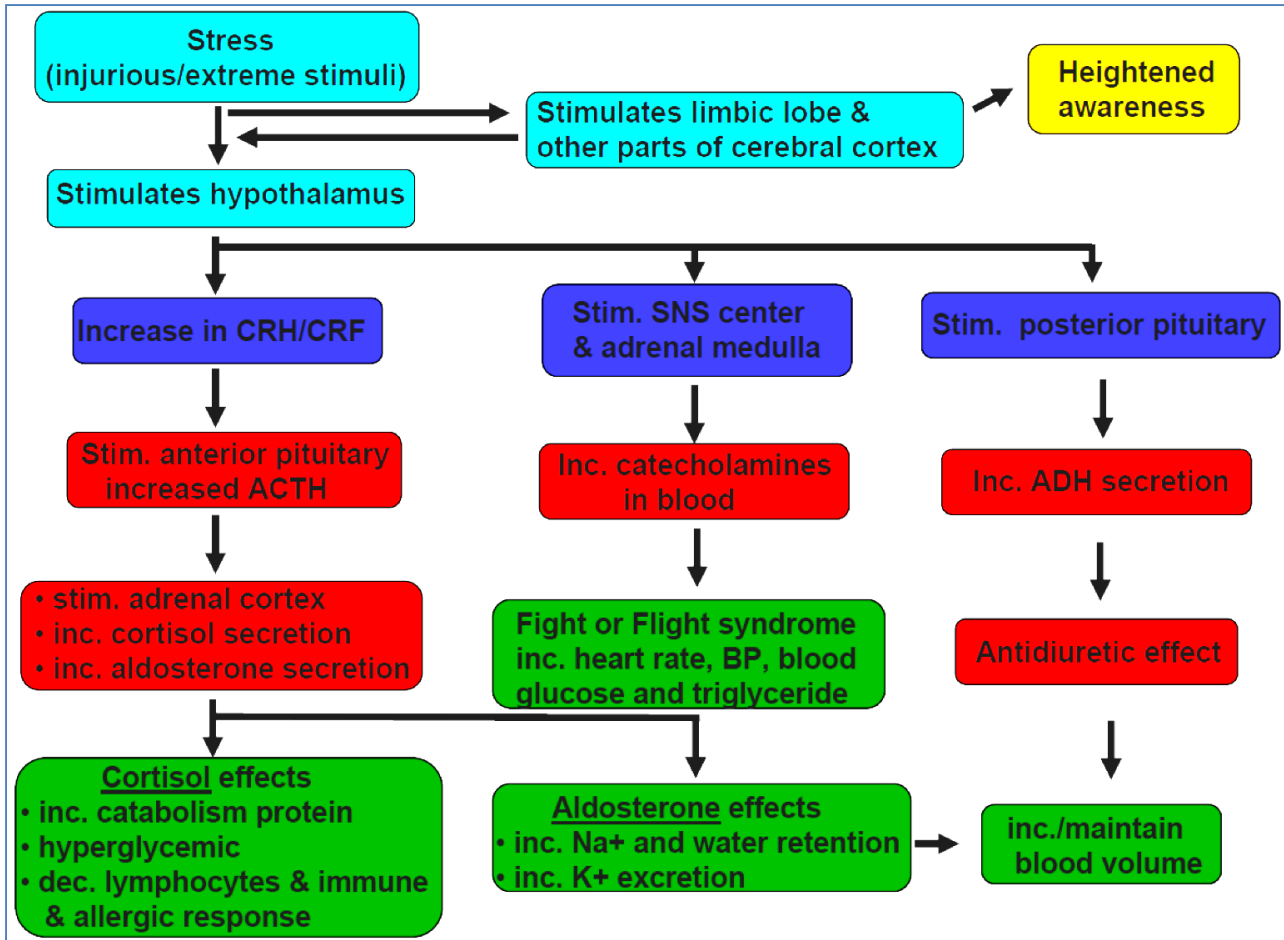 Stress
(injurious/extreme stimuli)
Heightened
awareness
Stimulates limbic lobe &
other parts of cerebral cortex
Stimulates hypothalamus
Increase in CRH/CRF
Stim. SNS center
& adrenal medulla
Stim. posterior pituitary
Stim. anterior pituitary
increased ACTH
Inc. catecholamines
in blood
Inc. ADH secretion
• stim. adrenal cortex
• inc. cortisol secretion
• inc. aldosterone secretion
Fight or Flight syndrome
inc. heart rate, BP, blood
glucose and triglyceride
Antidiuretic effect
Cortisol effects
• inc. catabolism protein
• hyperglycemic
• dec. lymphocytes & immune
& allergic response
Aldosterone effects
• inc. Na+ and water retention
• inc. K+ excretion
inc./maintain
blood volume